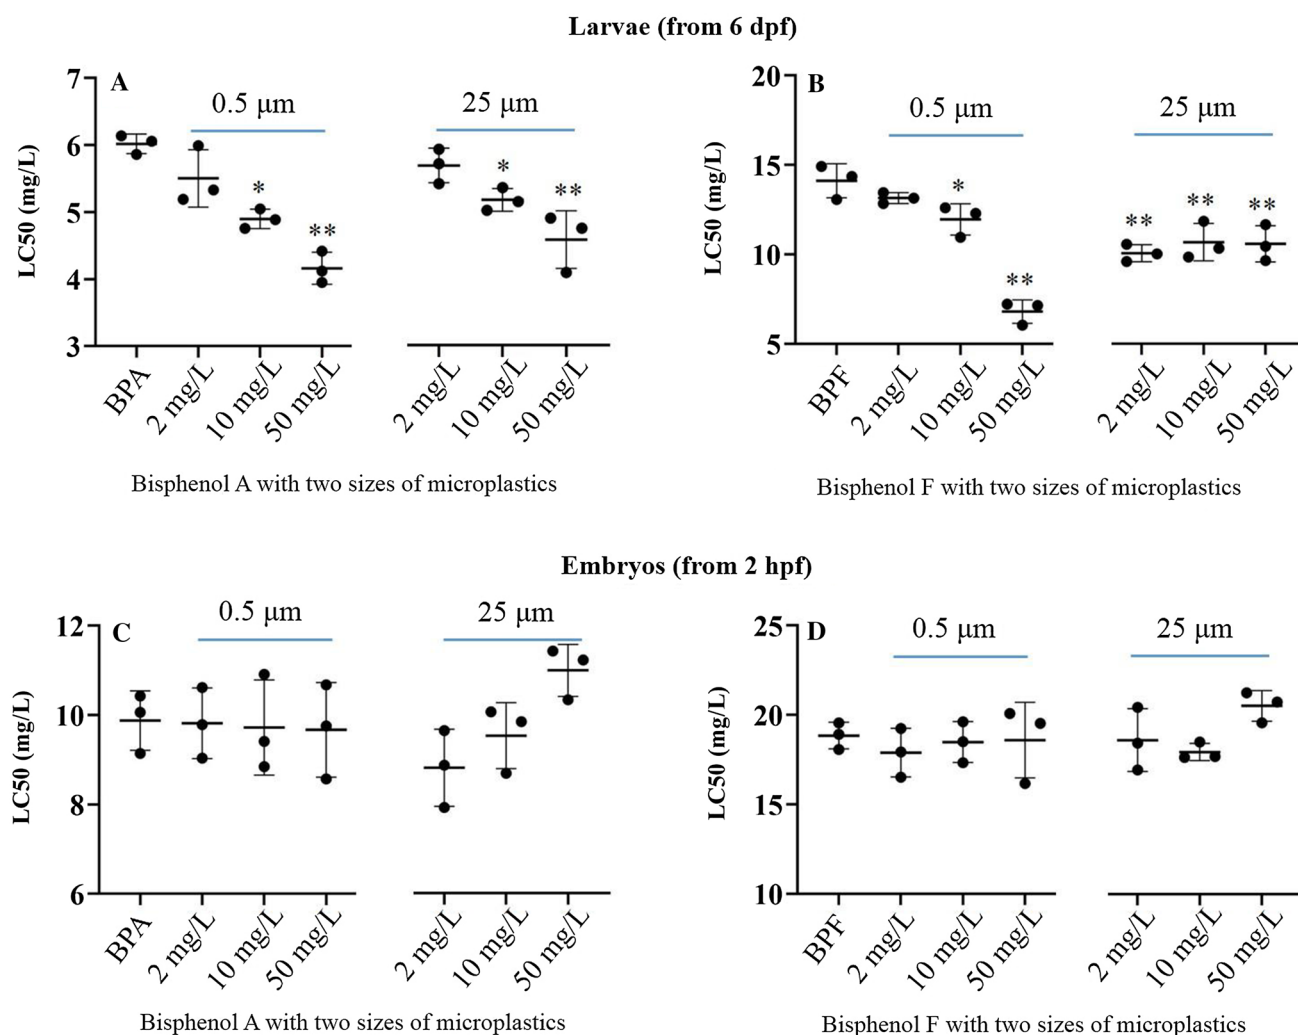 Larvae (from 6 dpf)
A
0.5 µm
25 µm
7
6
5
4
3
LC50 (mg/L)
*
**
*
**
BPA
2 mg/L
10 mg/L
50 mg/L
2 mg/L
10 mg/L
50 mg/L
Bisphenol A with two sizes of microplastics
B
0.5 µm
25 µm
20
15
10
5
LC50 (mg/L)
*
**
**
**
**
BPF
2 mg/L
10 mg/L
50 mg/L
2 mg/L
10 mg/L
50 mg/L
Bisphenol F with two sizes of microplastics
Embryos (from 2 hpf)
C
0.5 µm
25 µm
12
10
8
6
LC50 (mg/L)
BPA
2 mg/L
10 mg/L
50 mg/L
2 mg/L
10 mg/L
50 mg/L
Bisphenol A with two sizes of microplastics
D
0.5 µm
25 µm
25
20
15
10
LC50 (mg/L)
BPF
2 mg/L
10 mg/L
50 mg/L
2 mg/L
10 mg/L
50 mg/L
Bisphenol F with two sizes of microplastics